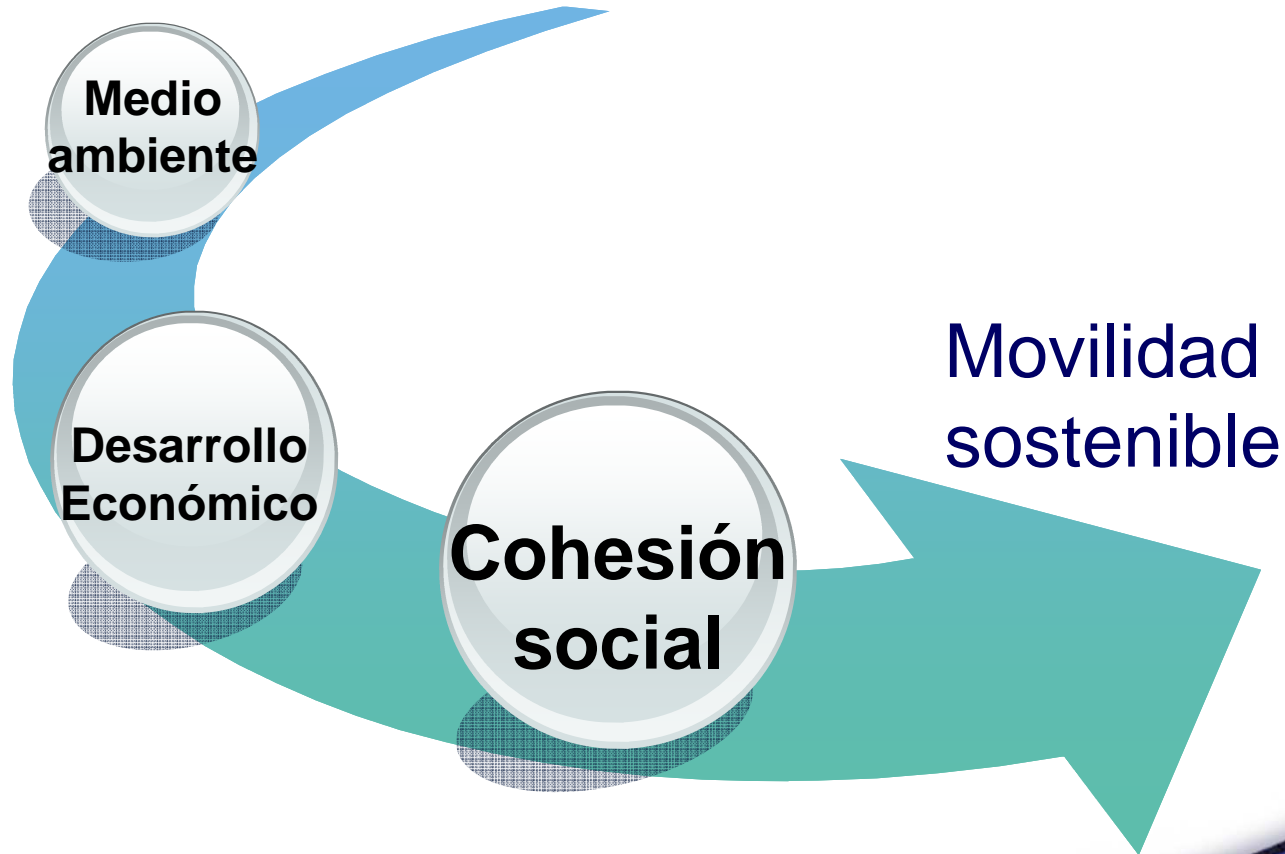 Medio
ambiente
Desarrollo
Económico
Cohesión
social
Movilidad
sostenible